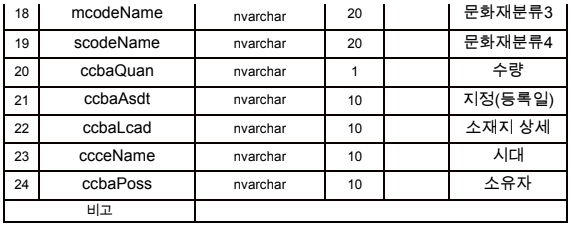 18 mcodeName nvarchar 20 문화재분류3
19 scodeName nvarchar 20 문화재분류4
20 ccbaQuan nvarchar 1 수량
21 ccbaAsdt nvarchar 10 지정(등록일)
22 ccbaLcad nvarchar 10 소재지 상세
23 ccceName nvarchar 10 시대
24 ccbaPoss nvarchar 10 소유자
비고